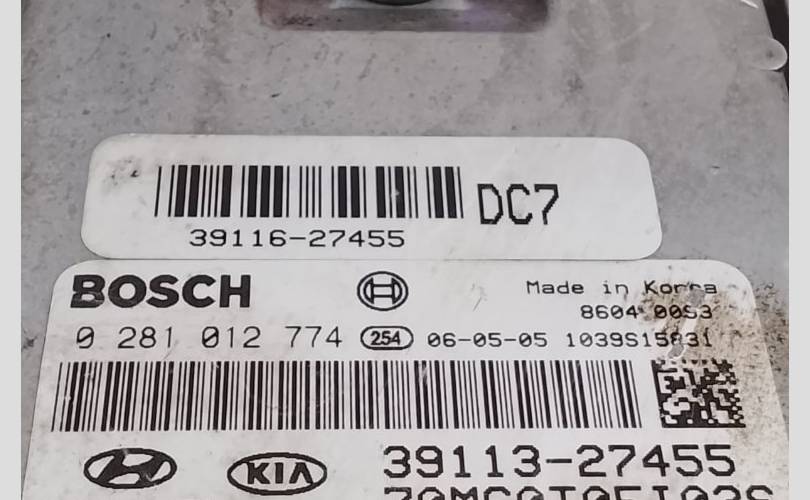 DC7
39116-27455
BOSCH
Made in Korea
8604 00S3
0 281 012 774 254 06-05-05 1039S15831
KIA
39113-27455